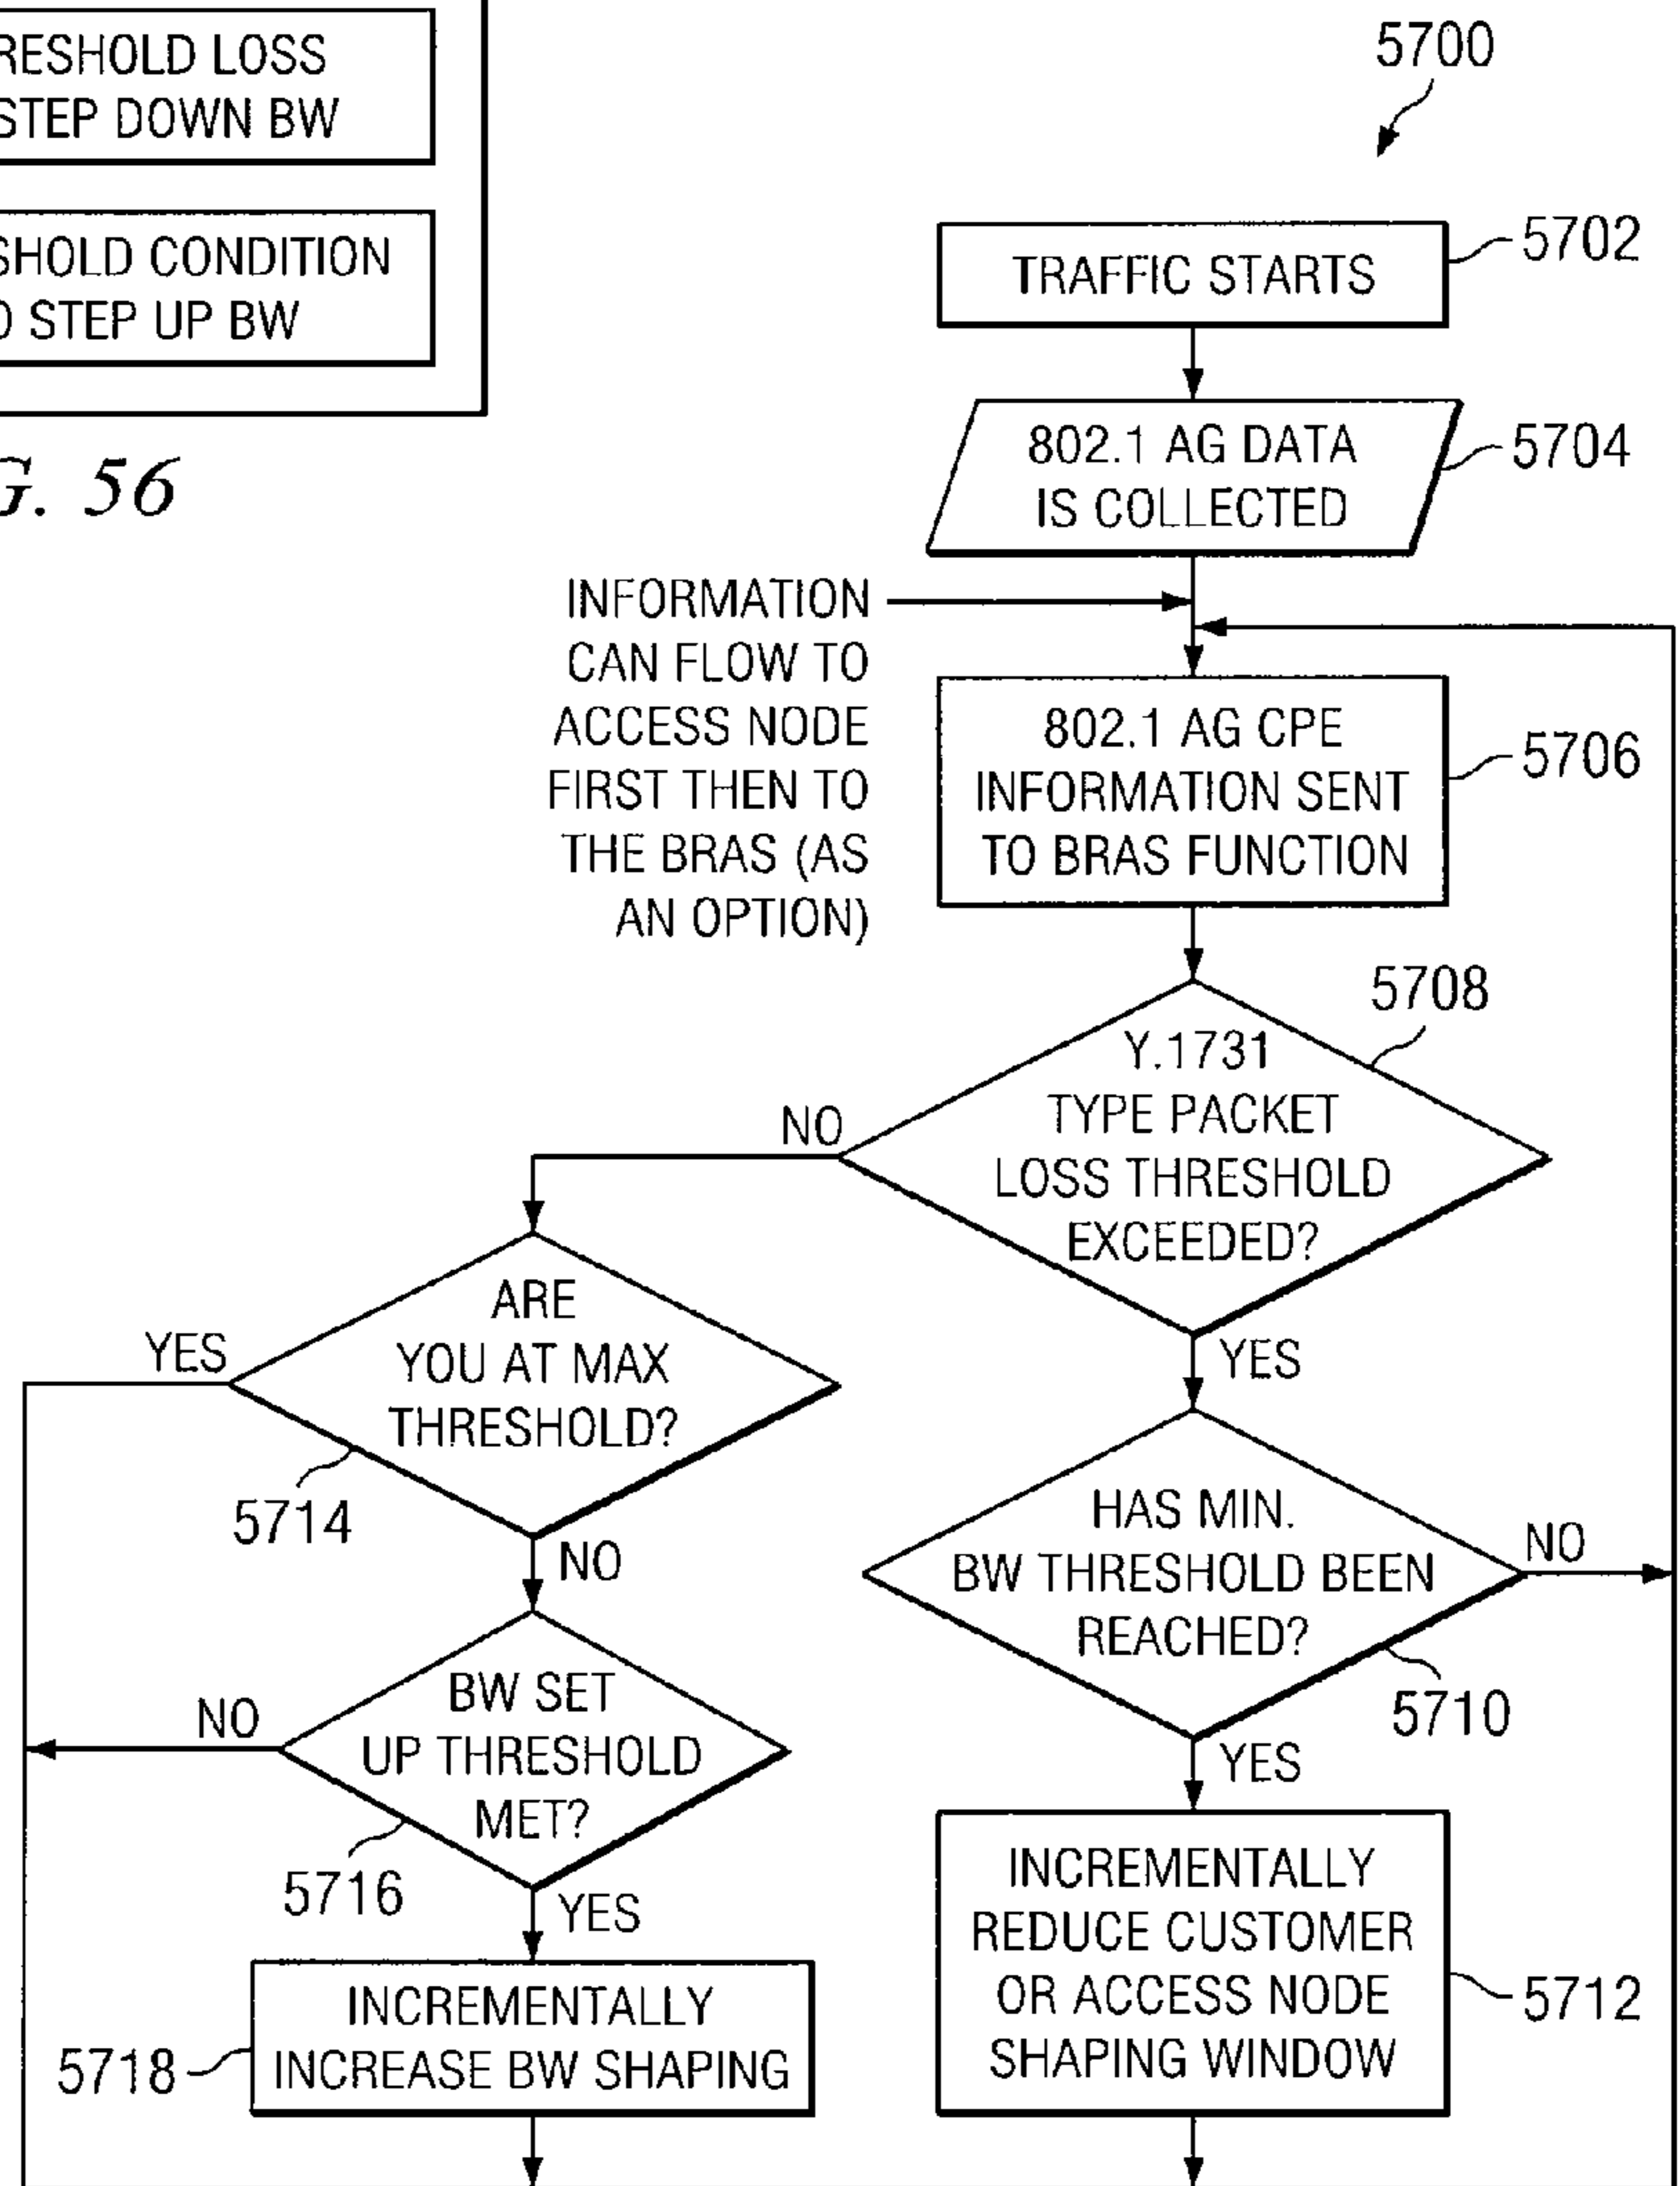 RESHOLD LOSS
STEP DOWN BW
SHOLD CONDITION
STEP UP BW
G. 56
5700
TRAFFIC STARTS
5702
802.1 AG DATA
IS COLLECTED
5704
INFORMATION
CAN FLOW TO
ACCESS NODE
FIRST THEN TO
THE BRAS (AS
AN OPTION)
802.1 AG CPE
INFORMATION SENT
TO BRAS FUNCTION
5706
5708
Y.1731
TYPE PACKET
LOSS THRESHOLD
EXCEEDED?
NO
YES
ARE
YOU AT MAX
THRESHOLD?
YES
5714
NO
HAS MIN.
BW THRESHOLD BEEN
REACHED?
NO
5710
YES
BW SET
UP THRESHOLD
MET?
NO
5716
YES
INCREMENTALLY
INCREASE BW SHAPING
5718
INCREMENTALLY
REDUCE CUSTOMER
OR ACCESS NODE
SHAPING WINDOW
5712